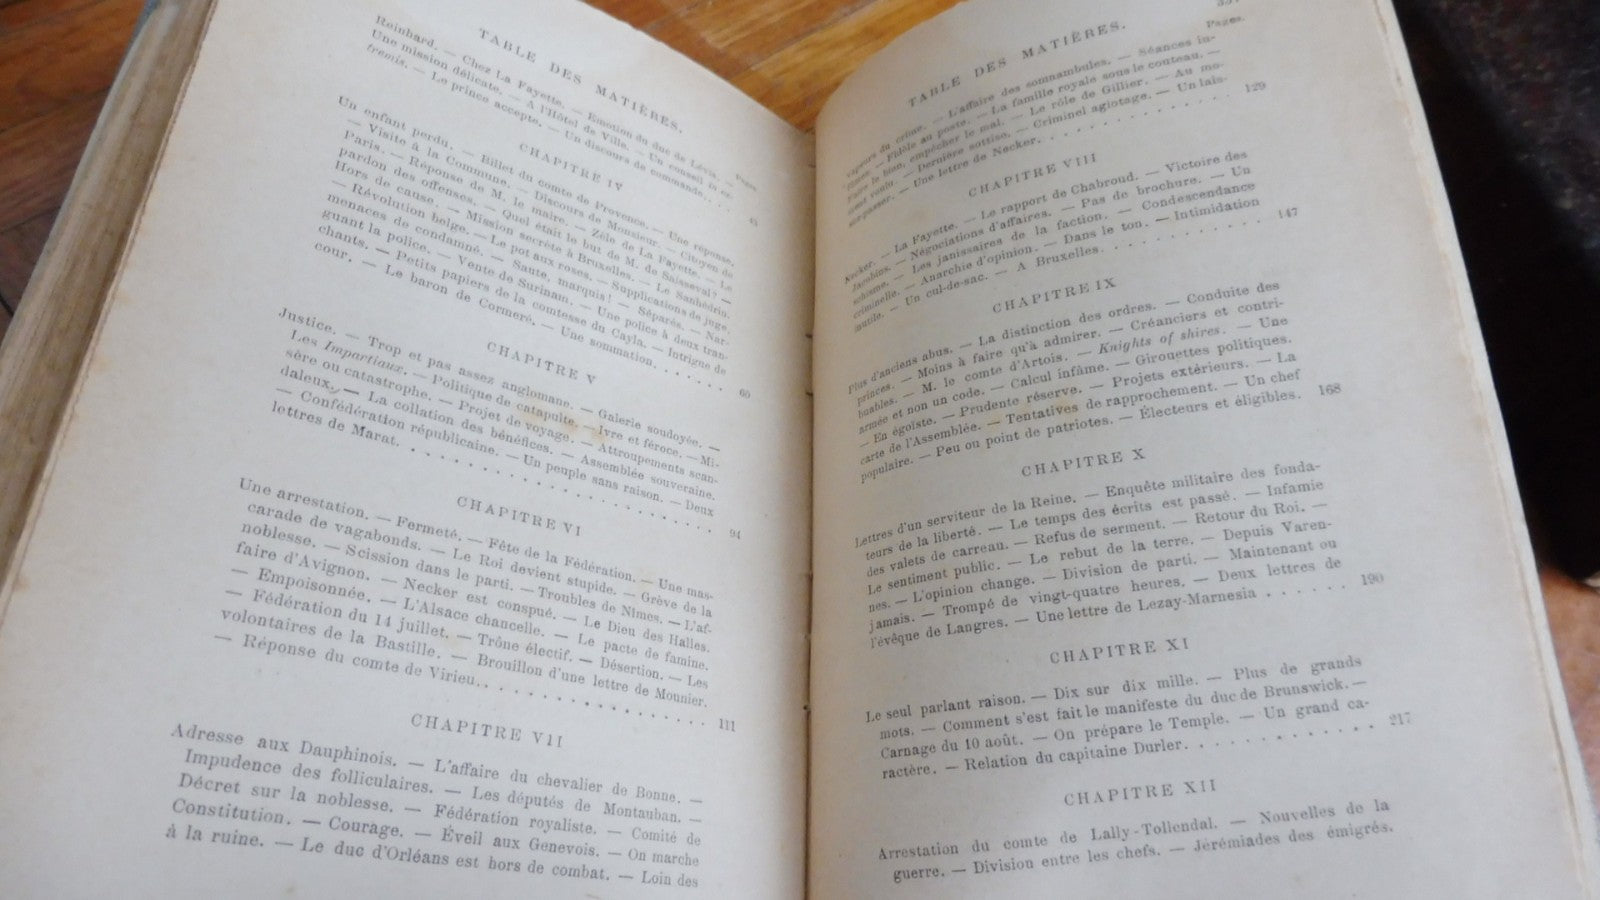 TABLE DES MATIÈRES.
Pages
Reinhard. — Chez La Fayette. — Émotion du duc de Lévis. —
Une mission délicate. — A l'Hôtel de Ville. — Un conseil in ex-
tremis. — Le prince accepte. — Un discours de commande. . . . 43
CHAPITRE IV
Un enfant perdu. — Billet du comte de Provence. — Une réponse.
— Visite à la Commune. — Discours de Monsieur. — Citoyen de
Paris. — Réponse de M. le maire. — Zèle de La Fayette. — Le
pardon des offenses. — Quel était le but de M. de Saisseval? —
Hors de cause. — Mission secrète à Bruxelles. — Le Sanhédrin.
— Révolution belge. — Le pot aux roses. — Supplications de juge,
menaces de condamné. — Saute, marquis! — Séparés. — Nar-
guant la police. — Vente de Surinam. — Une police à deux tran-
chants. — Petits papiers de la comtesse du Cayla. — Intrigue de
cour. — Le baron de Cormeré. — Une sommation. . . . . . . 60
CHAPITRE V
Justice. — Trop et pas assez anglomane. — Galerie soudoyée. —
Les Impartiaux. — Politique de catapulte. — Ivre et féroce. — Mi-
sère ou catastrophe. — Projet de voyage. — Attroupements scan-
daleux. — La collation des bénéfices. — Assemblée souveraine.
— Confédération républicaine. — Un peuple sans raison. — Deux
lettres de Marat. . . . . . . . . . . . . . . . . . . . 94
CHAPITRE VI
Une arrestation. — Fermeté. — Fête de la Fédération. — Une mas-
carade de vagabonds. — Le Roi devient stupide. — Grève de la
noblesse. — Scission dans le parti. — Troubles de Nîmes. — L'af-
faire d'Avignon. — Necker est conspué. — Le Dieu des Halles.
— Empoisonnée. — L'Alsace chancelle. — Le pacte de famine.
— Fédération du 14 juillet. — Trône électif. — Désertion. — Les
volontaires de la Bastille. — Brouillon d'une lettre de Mounier.
— Réponse du comte de Virieu. . . . . . . . . . . . . . . 111
CHAPITRE VII
Adresse aux Dauphinois. — L'affaire du chevalier de Bonne. —
Impudence des folliculaires. — Les députés de Montauban. —
Décret sur la noblesse. — Fédération royaliste. — Comité de
Constitution. — Courage. — Éveil aux Genevois. — On marche
à la ruine. — Le duc d'Orléans est hors de combat. — Loin des
TABLE DES MATIÈRES.
Pages.
vapeurs du crime. — L'affaire des somnambules. — Séances in-
— Fidèle au poste. — La famille royale sous le couteau. —
Faire le bien, empêcher le mal. — Le rôle de Gillier. — Au mo-
ment voulu. — Dernière sottise. — Criminel agiotage. — Un lais-
ser-passer. — Une lettre de Necker. . . . . . . . . . . . 129
CHAPITRE VIII
Necker. — La Fayette. — Le rapport de Chabroud. — Victoire des
Jacobins. — Négociations d'affaires. — Pas de brochure. — Un
schisme. — Les janissaires de la faction. — Condescendance
criminelle. — Anarchie d'opinion. — Dans le ton. — Intimidation
inutile. — Un cul-de-sac. — A Bruxelles. . . . . . . . . . . 147
CHAPITRE IX
Plus d'anciens abus. — La distinction des ordres. — Conduite des
princes. — Moins à faire qu'à admirer. — Créanciers et contri-
buables. — M. le comte d'Artois. — Knights of shires. — Une
armée et non un code. — Calcul infâme. — Girouettes politiques.
— En égoïste. — Prudente réserve. — Projets extérieurs. — La
carte de l'Assemblée. — Tentatives de rapprochement. — Un chef
populaire. — Peu ou point de patriotes. — Électeurs et éligibles. 168
CHAPITRE X
Lettres d'un serviteur de la Reine. — Enquête militaire des fonda-
teurs de la liberté. — Le temps des écrits est passé. — Infamie
des valets de carreau. — Refus de serment. — Retour du Roi. —
Le sentiment public. — Le rebut de la terre. — Depuis Varen-
nes. — L'opinion change. — Division de parti. — Maintenant ou
jamais. — Trompé de vingt-quatre heures. — Deux lettres de
l'évêque de Langres. — Une lettre de Lezay-Marnesia . . . . . . 190
CHAPITRE XI
Le seul parlant raison. — Dix sur dix mille. — Plus de grands
mots. — Comment s'est fait le manifeste du duc de Brunswick. —
Carnage du 10 août. — On prépare le Temple. — Un grand ca-
ractère. — Relation du capitaine Durler. . . . . . . . . . . 217
CHAPITRE XII
Arrestation du comte de Lally-Tollendal. — Nouvelles de la
guerre. — Division entre les chefs. — Jérémiades des émigrés.